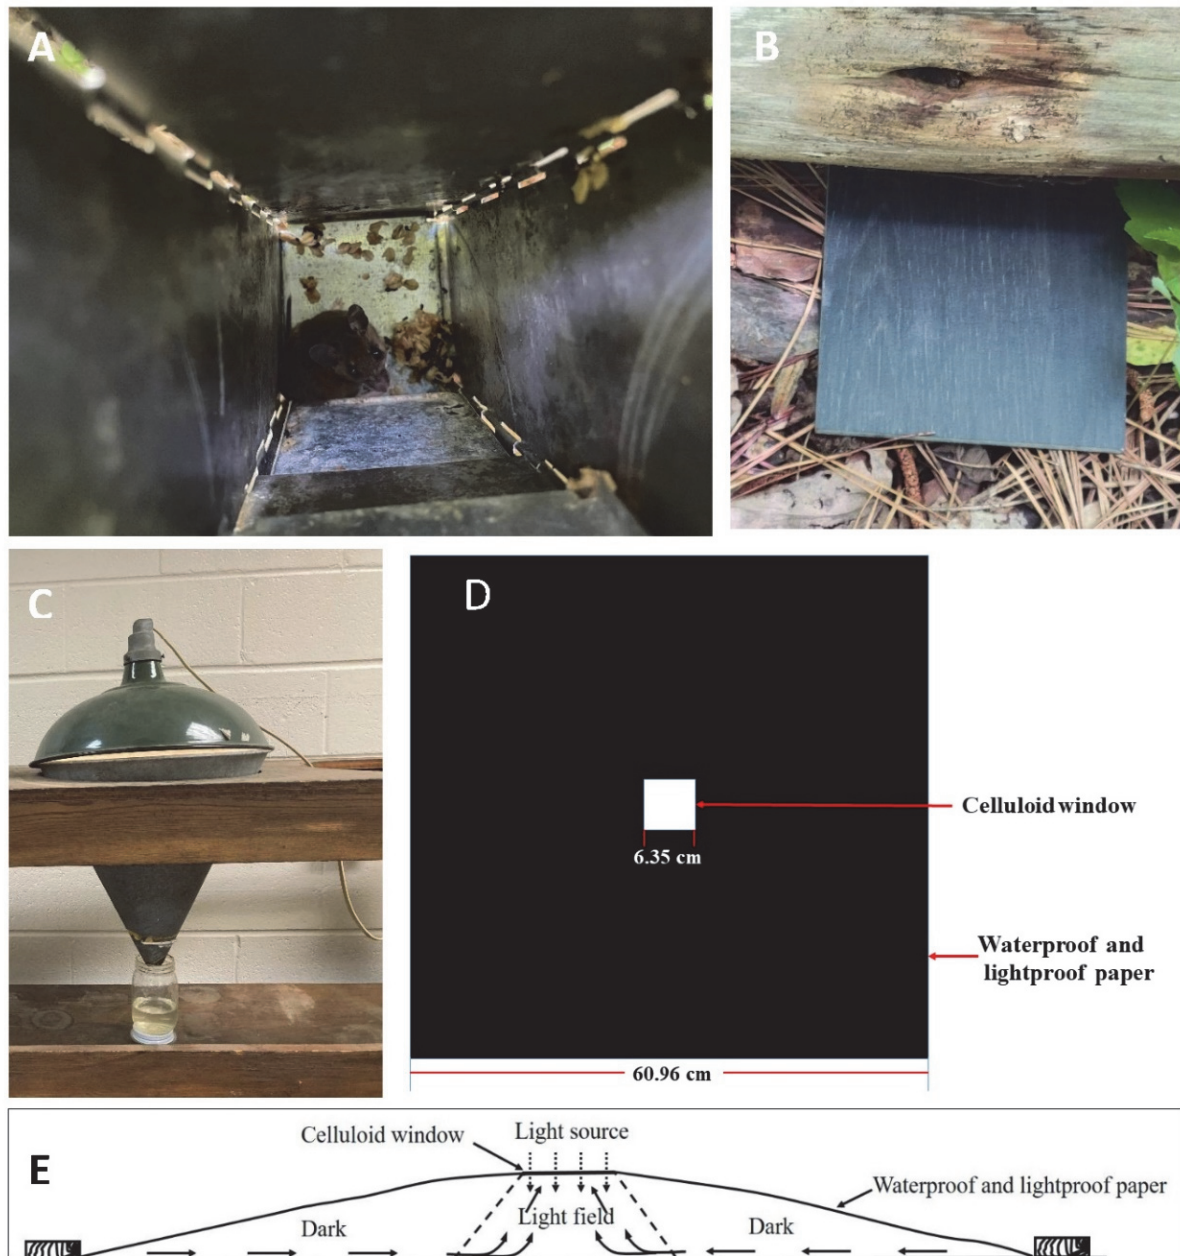 A
B
C
D
Celluloid window
6.35 cm
Waterproof and
lightproof paper
60.96 cm
E
Celluloid window
Light source
Waterproof and lightproof paper
Light field
Dark
Dark